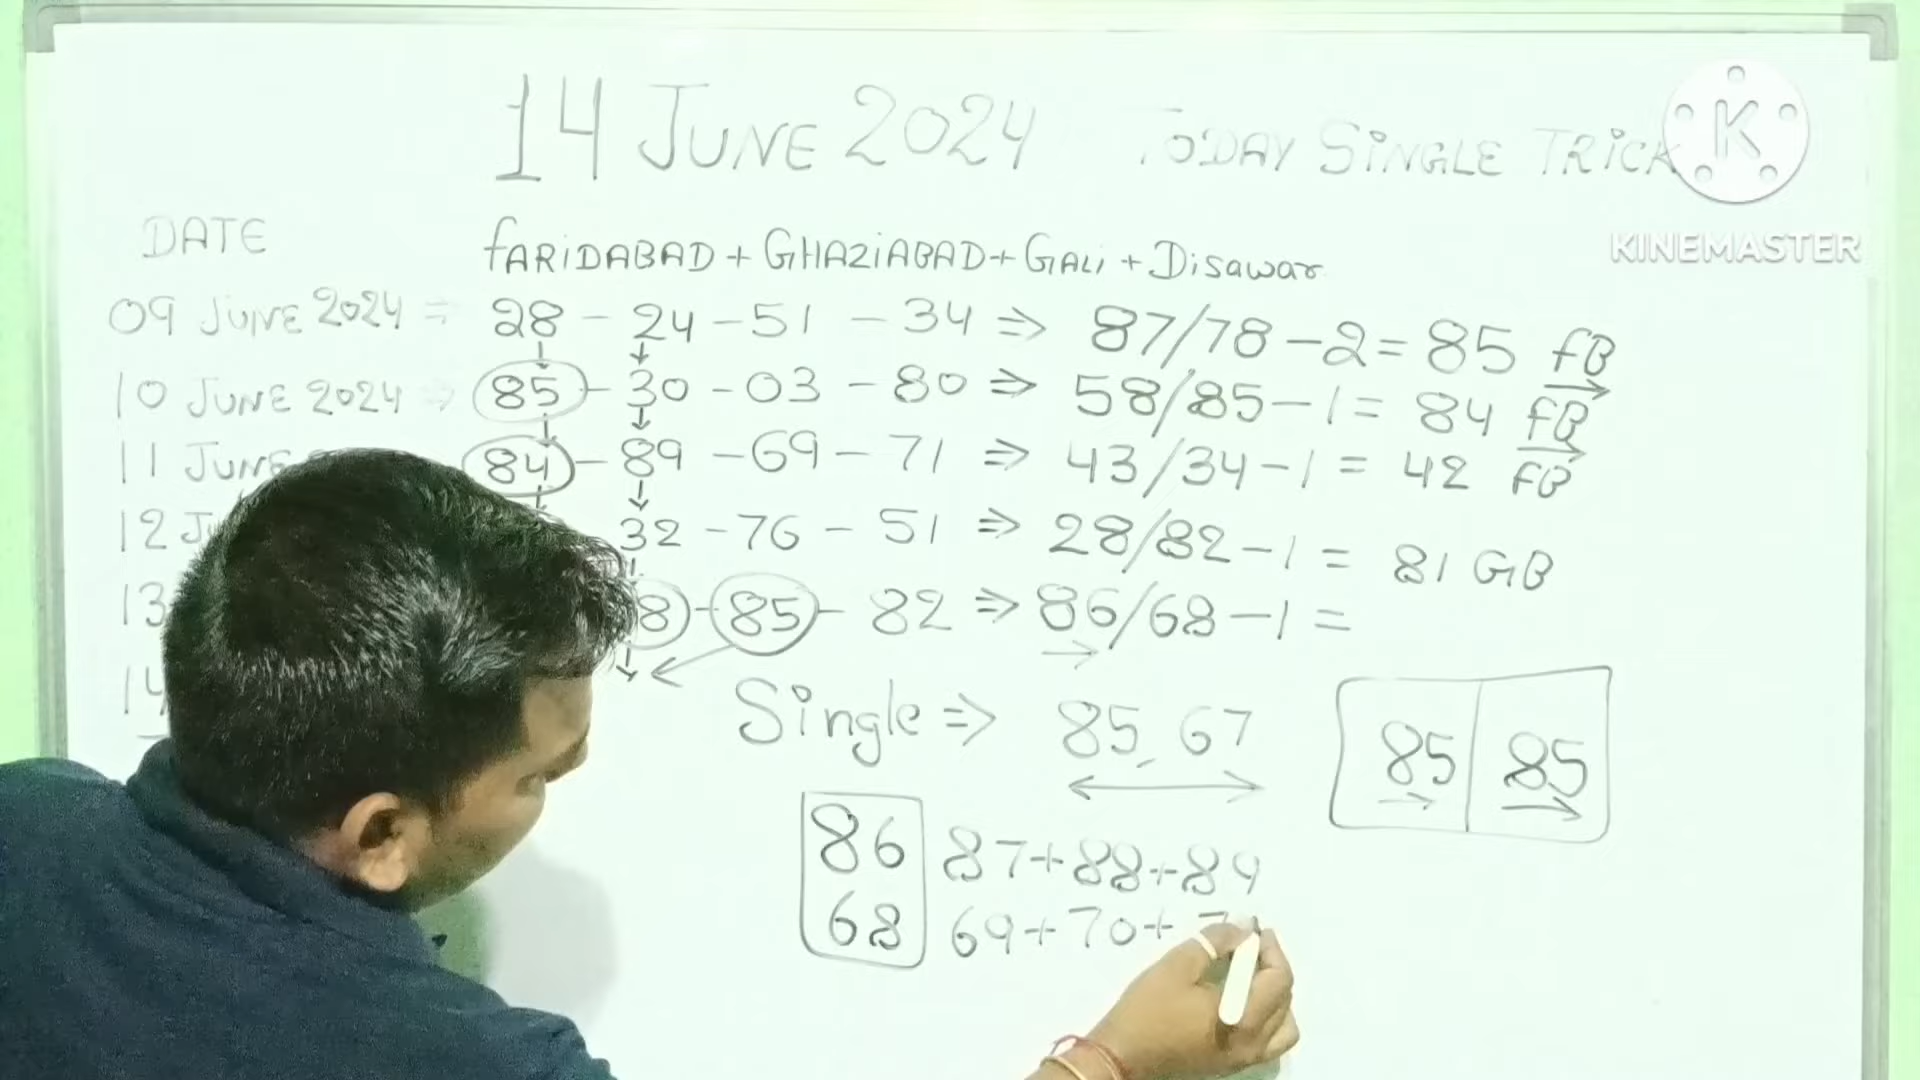 14 JUNE 2024 TODAY SINGLE TRICK
KINEMASTER
DATE FARIDABAD + GHAZIABAD + GALI + Disawar
09 JUNE 2024 ⇒ 28 - 24 - 51 - 34 ⇒ 87/78 - 2 = 85 FB
10 JUNE 2024 ⇒ 85 - 30 - 03 - 80 ⇒ 58/85 - 1 = 84 FB
11 JUNE 84 - 89 - 69 - 71 ⇒ 43/34 - 1 = 42 FB
12 32 - 76 - 51 ⇒ 28/82 - 1 = 81 GB
13 8 - 85 - 82 ⇒ 86/68 - 1 =
14
Single ⇒ 85, 67
85 85
86 87+88+89
68 69+70+